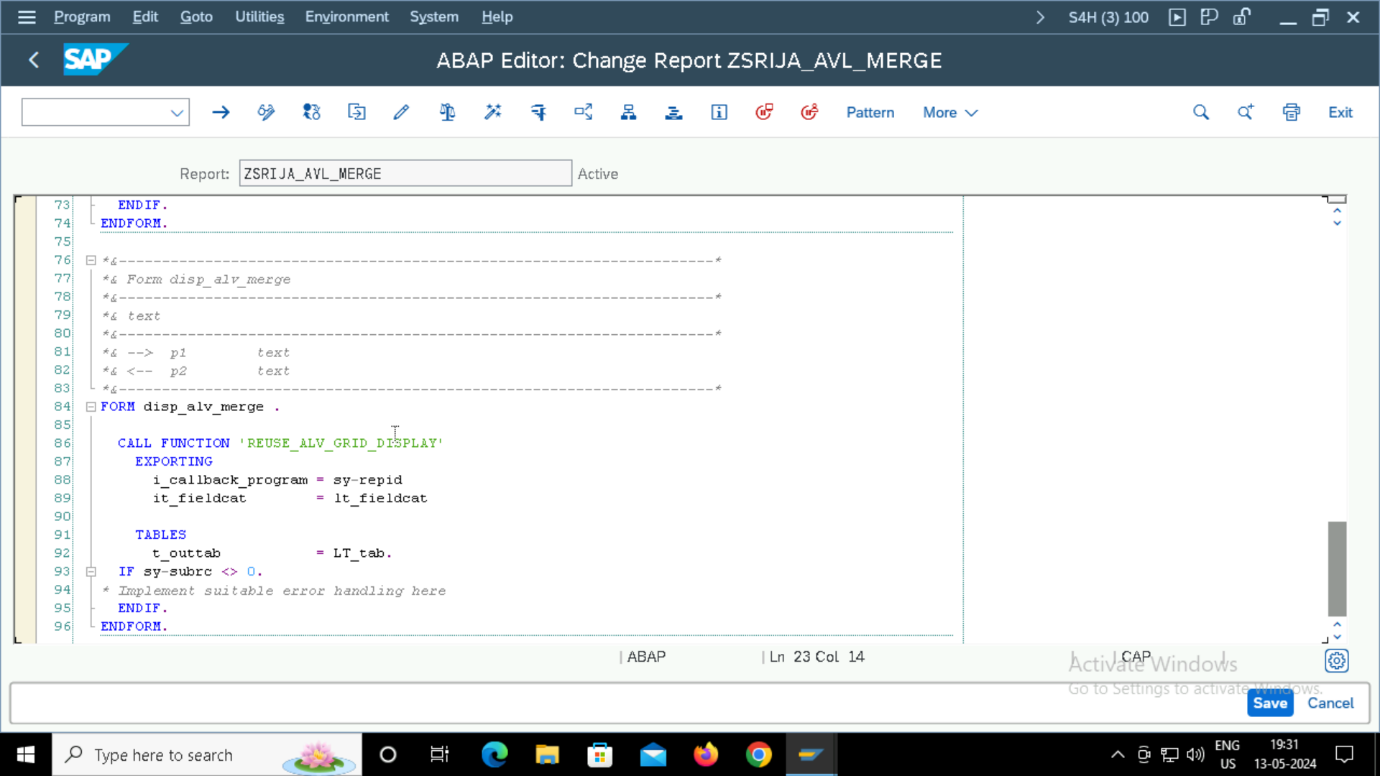 Program Edit Goto Utilities Environment System Help S4H (3) 100
SAP ABAP Editor: Change Report ZSRIJA_AVL_MERGE
Pattern More Exit
Report: ZSRIJA_AVL_MERGE Active
73 ENDIF.
74 ENDFORM.
75
76 *&---------------------------------------------------------------------*
77 *& Form disp_alv_merge
78 *&---------------------------------------------------------------------*
79 *& text
80 *&---------------------------------------------------------------------*
81 *& --> p1 text
82 *& <-- p2 text
83 *&---------------------------------------------------------------------*
84 FORM disp_alv_merge .
85
86 CALL FUNCTION 'REUSE_ALV_GRID_DISPLAY'
87 EXPORTING
88 i_callback_program = sy-repid
89 it_fieldcat = lt_fieldcat
90
91 TABLES
92 t_outtab = LT_tab.
93 IF sy-subrc <> 0.
94 * Implement suitable error handling here
95 ENDIF.
96 ENDFORM.
ABAP Ln 23 Col 14 CAP
Activate Windows
Go to Settings to activate Windows.
Save Cancel
Type here to search ENG 19:31
US 13-05-2024